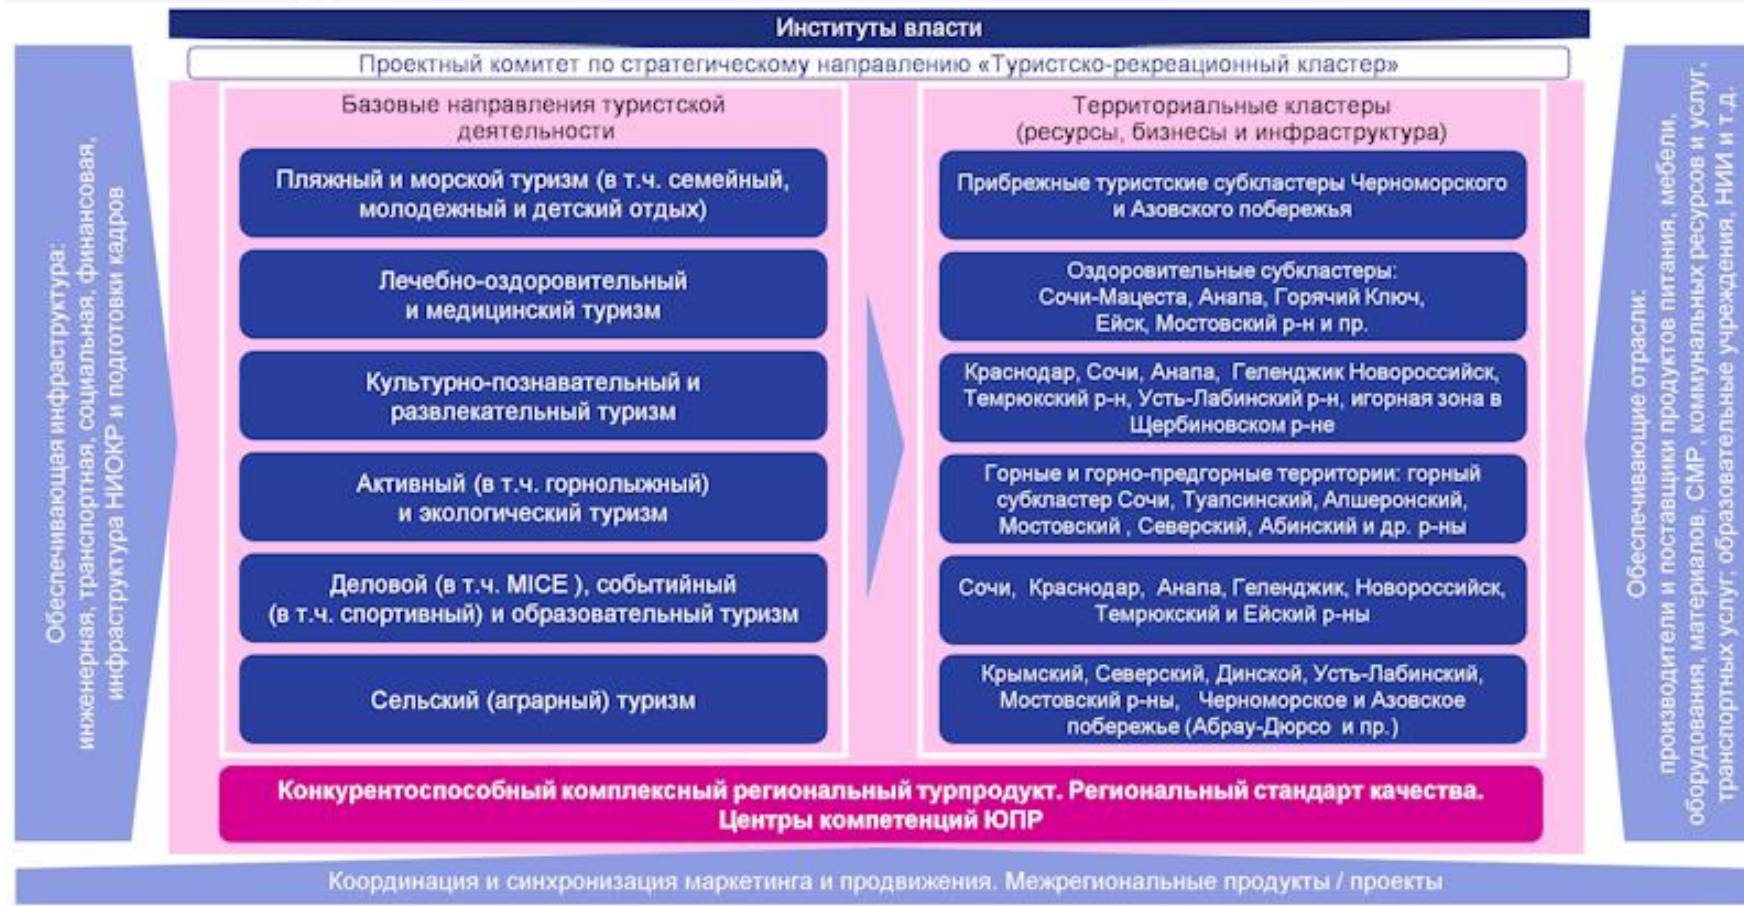 Институты власти
Проектный комитет по стратегическому направлению «Туристско-рекреационный кластер»
Обеспечивающая инфраструктура:
инженерная, транспортная, социальная, финансовая,
инфраструктура НИОКР и подготовки кадров
Базовые направления туристской
деятельности
Пляжный и морской туризм (в т.ч. семейный,
молодежный и детский отдых)
Лечебно-оздоровительный
и медицинский туризм
Культурно-познавательный и
развлекательный туризм
Активный (в т.ч. горнолыжный)
и экологический туризм
Деловой (в т.ч. MICE ), событийный
(в т.ч. спортивный) и образовательный туризм
Сельский (аграрный) туризм
Территориальные кластеры
(ресурсы, бизнесы и инфраструктура)
Прибрежные туристские субкластеры Черноморского
и Азовского побережья
Оздоровительные субкластеры:
Сочи-Мацеста, Анапа, Горячий Ключ,
Ейск, Мостовский р-н и пр.
Краснодар, Сочи, Анапа, Геленджик Новороссийск,
Темрюкский р-н, Усть-Лабинский р-н, игорная зона в
Щербиновском р-не
Горные и горно-предгорные территории: горный
субкластер Сочи, Туапсинский, Апшеронский,
Мостовский , Северский, Абинский и др. р-ны
Сочи, Краснодар, Анапа, Геленджик, Новороссийск,
Темрюкский и Ейский р-ны
Крымский, Северский, Динской, Усть-Лабинский,
Мостовский р-ны, Черноморское и Азовское
побережье (Абрау-Дюрсо и пр.)
Обеспечивающие отрасли:
производители и поставщики продуктов питания, мебели,
оборудования, материалов, СМР, коммунальных ресурсов и услуг,
транспортных услуг, образовательные учреждения, НИИ и т.д.
Конкурентоспособный комплексный региональный турпродукт. Региональный стандарт качества.
Центры компетенций ЮПР
Координация и синхронизация маркетинга и продвижения. Межрегиональные продукты / проекты